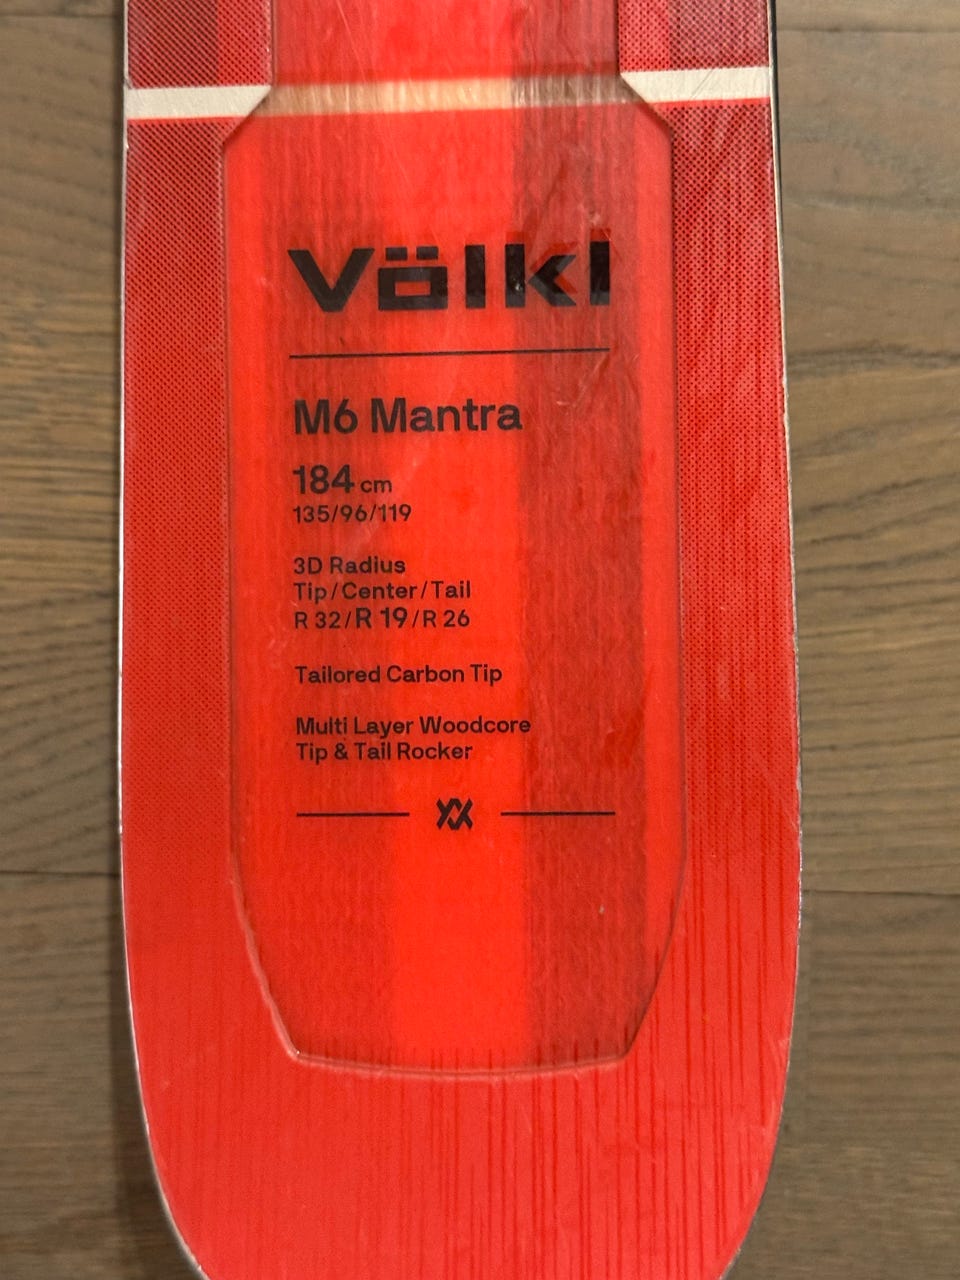 Völkl
M6 Mantra
184 cm
135/96/119
3D Radius
Tip/Center/Tail
R 32/R 19/R 26
Tailored Carbon Tip
Multi Layer Woodcore
Tip & Tail Rocker